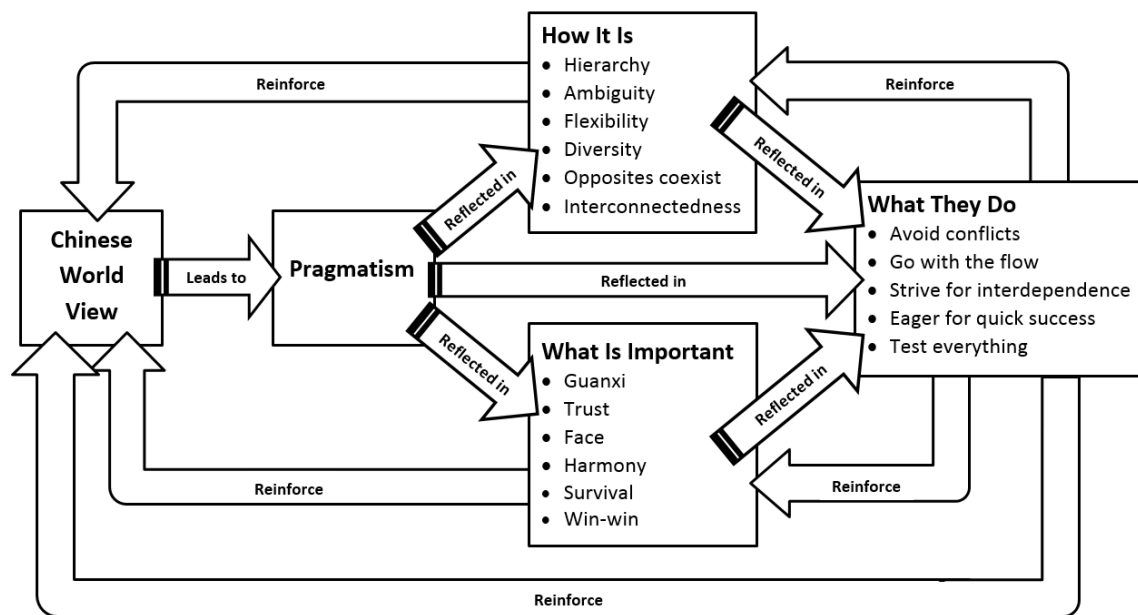 How It Is
• Hierarchy
• Ambiguity
• Flexibility
• Diversity
• Opposites coexist
• Interconnectedness
Reinforce
Reinforce
Reflected in
Reflected in
Chinese
World
View
Leads to
Pragmatism
Reflected in
What They Do
• Avoid conflicts
• Go with the flow
• Strive for interdependence
• Eager for quick success
• Test everything
Reflected in
Reflected in
What Is Important
• Guanxi
• Trust
• Face
• Harmony
• Survival
• Win-win
Reinforce
Reinforce
Reinforce